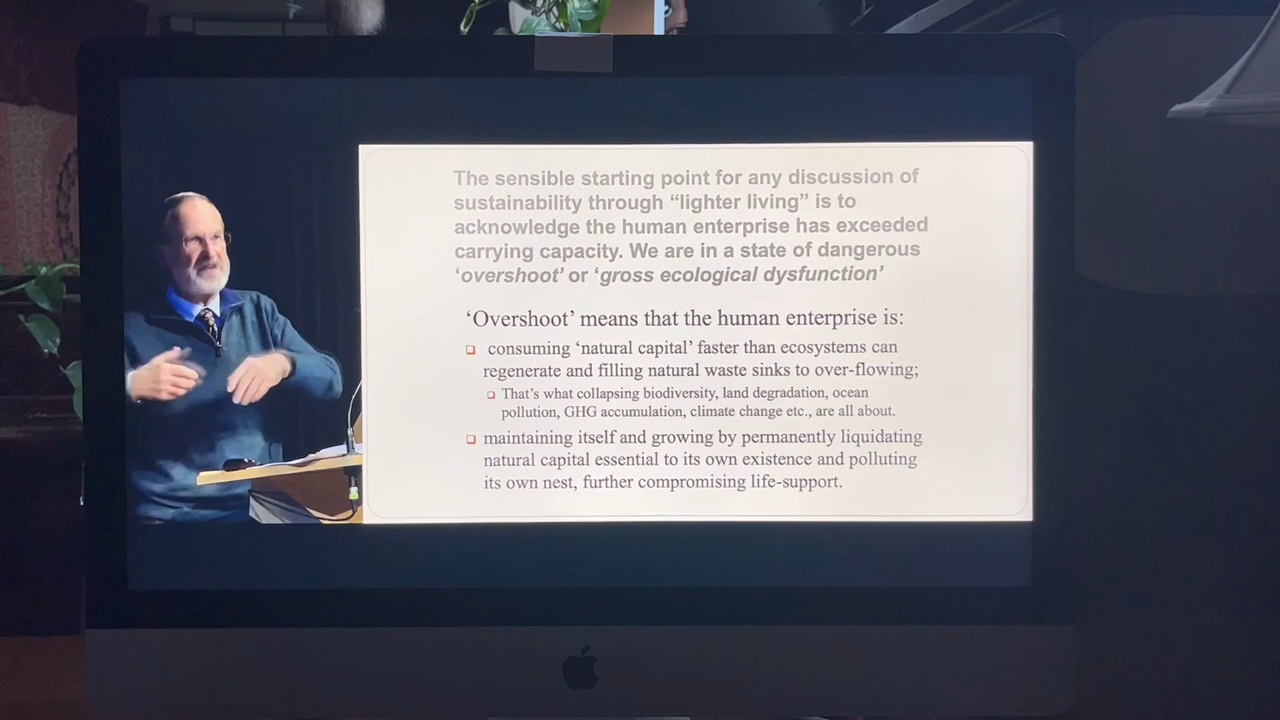 The sensible starting point for any discussion of
sustainability through “lighter living” is to
acknowledge the human enterprise has exceeded
carrying capacity. We are in a state of dangerous
‘overshoot’ or ‘gross ecological dysfunction’
‘Overshoot’ means that the human enterprise is:
consuming ‘natural capital’ faster than ecosystems can
regenerate and filling natural waste sinks to over-flowing;
That’s what collapsing biodiversity, land degradation, ocean
pollution, GHG accumulation, climate change etc., are all about.
maintaining itself and growing by permanently liquidating
natural capital essential to its own existence and polluting
its own nest, further compromising life-support.